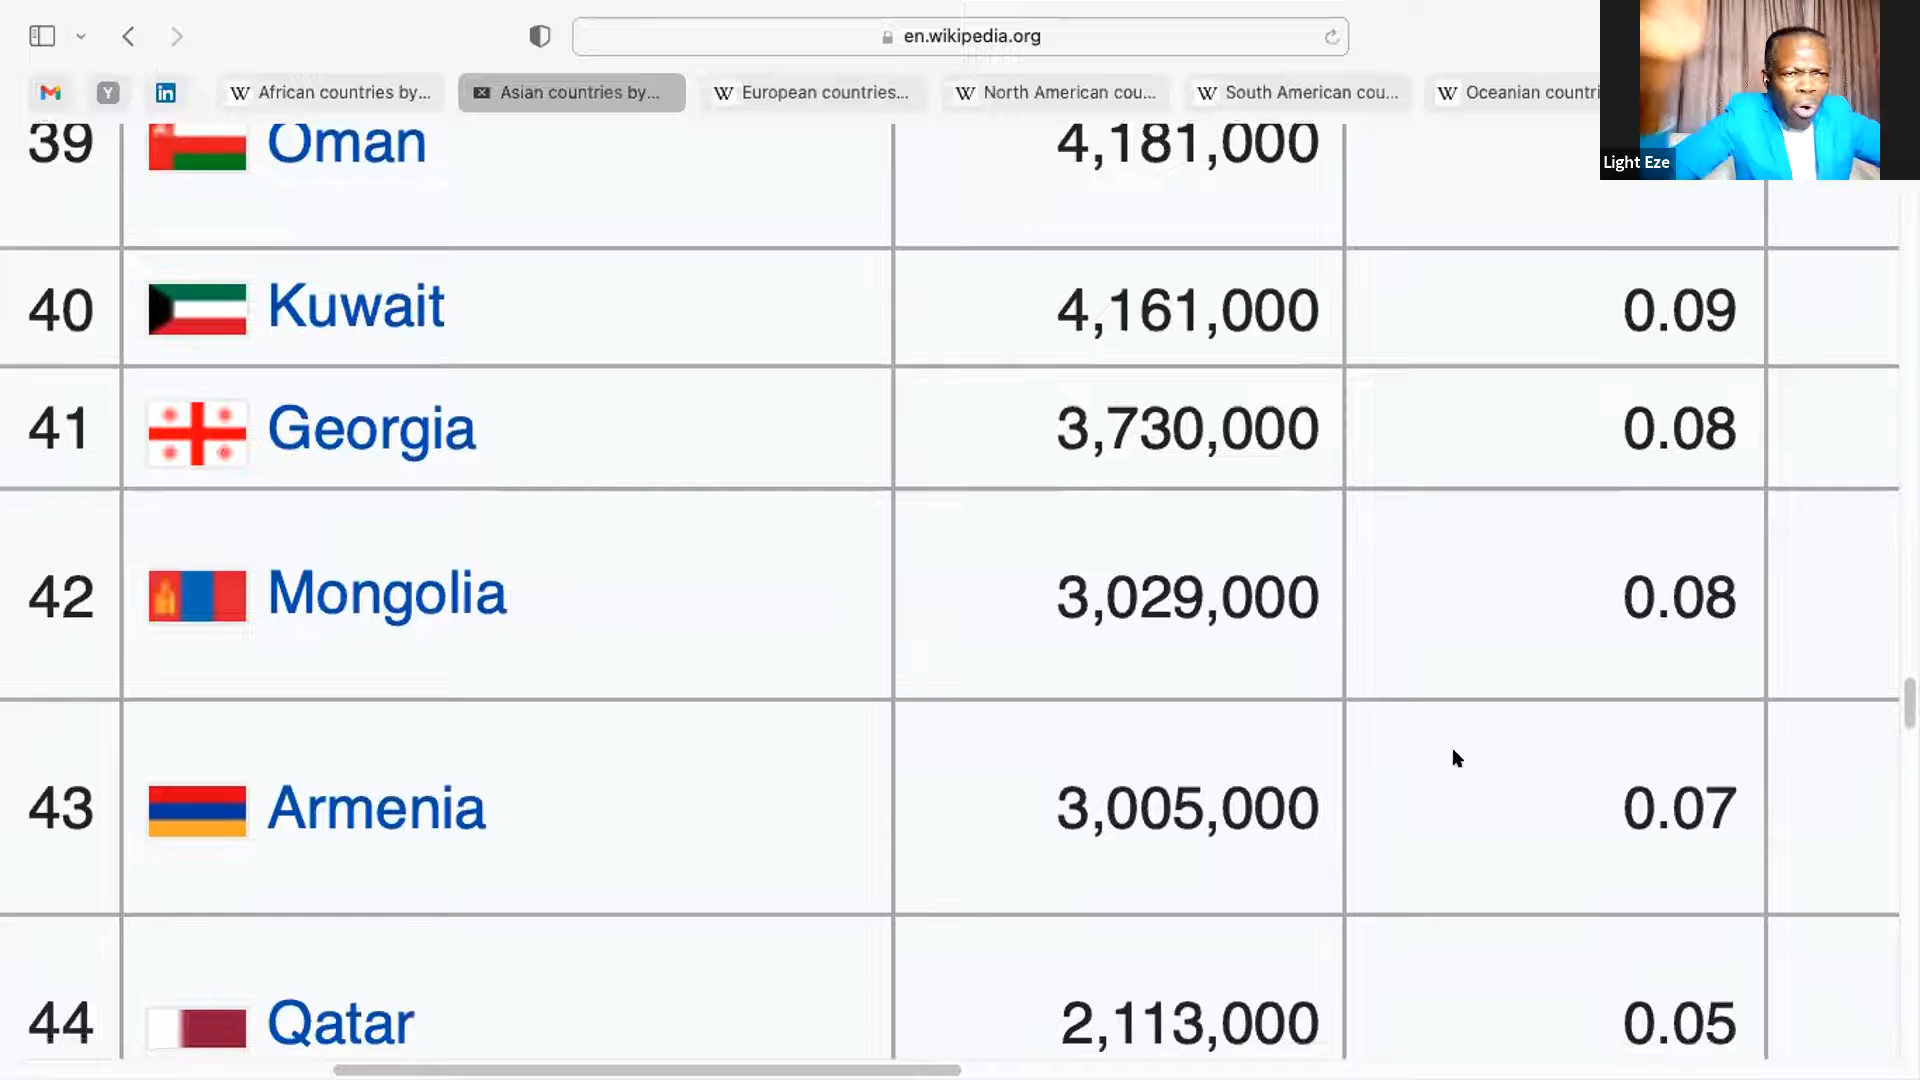 en.wikipedia.org
African countries by...
Asian countries by...
European countries...
North American cou...
South American cou...
Oceanian countri
Light Eze
39 Oman 4,181,000
40 Kuwait 4,161,000 0.09
41 Georgia 3,730,000 0.08
42 Mongolia 3,029,000 0.08
43 Armenia 3,005,000 0.07
44 Qatar 2,113,000 0.05